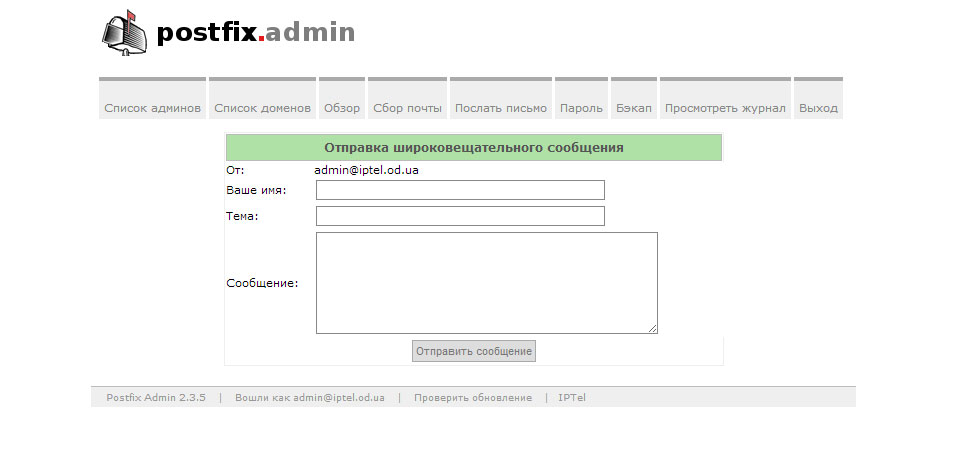 postfix.admin
Список админов Список доменов Обзор Сбор почты Послать письмо Пароль Бэкап Просмотреть журнал Выход
Отправка широковещательного сообщения
От: admin@iptel.od.ua
Ваше имя:
Тема:
Сообщение:
Отправить сообщение
Postfix Admin 2.3.5 | Вошли как admin@iptel.od.ua | Проверить обновление | IPTel